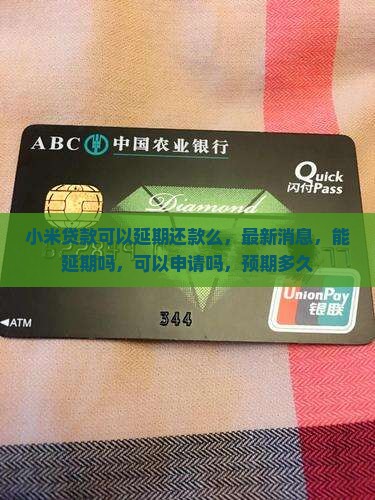 ABC 中国农业银行
Quick
闪付Pass
Diamond
小米贷款可以延期还款么，最新消息，能
延期吗，可以申请吗，预期多久
UnionPay
银联
344
◀ATM